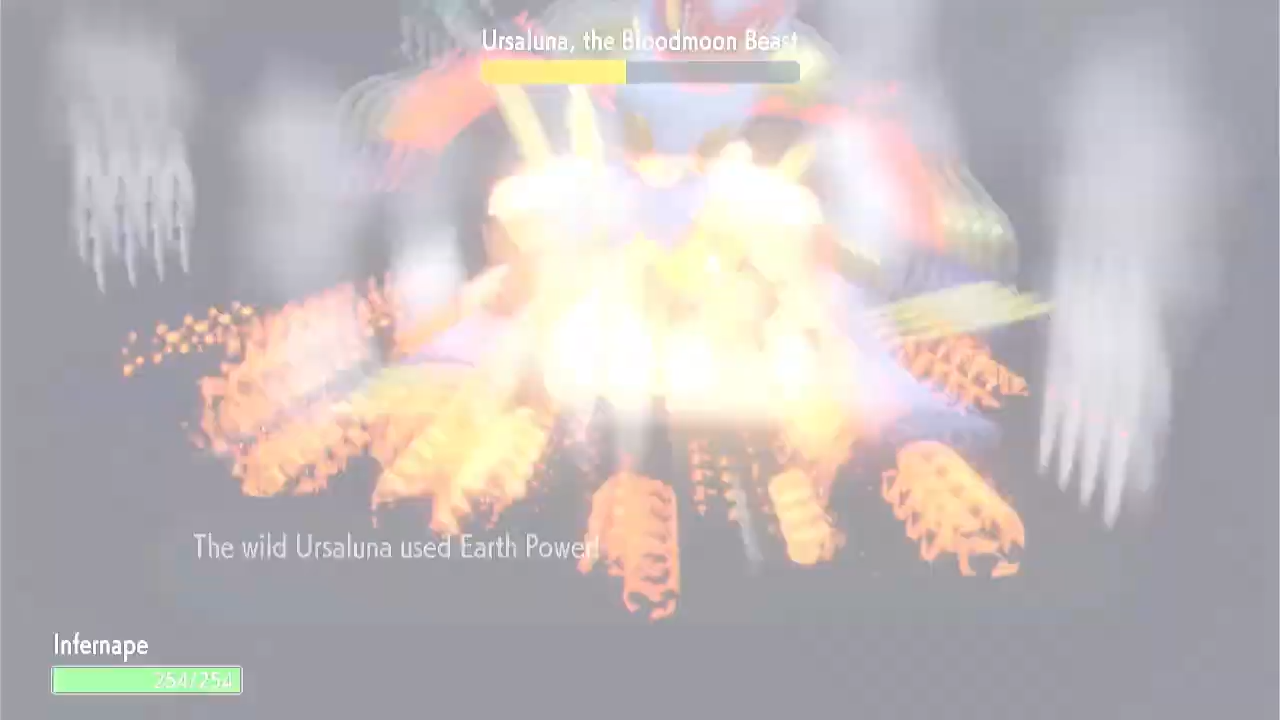 Ursaluna, the Bloodmoon Beast
The wild Ursaluna used Earth Power!
Infernape
254/254